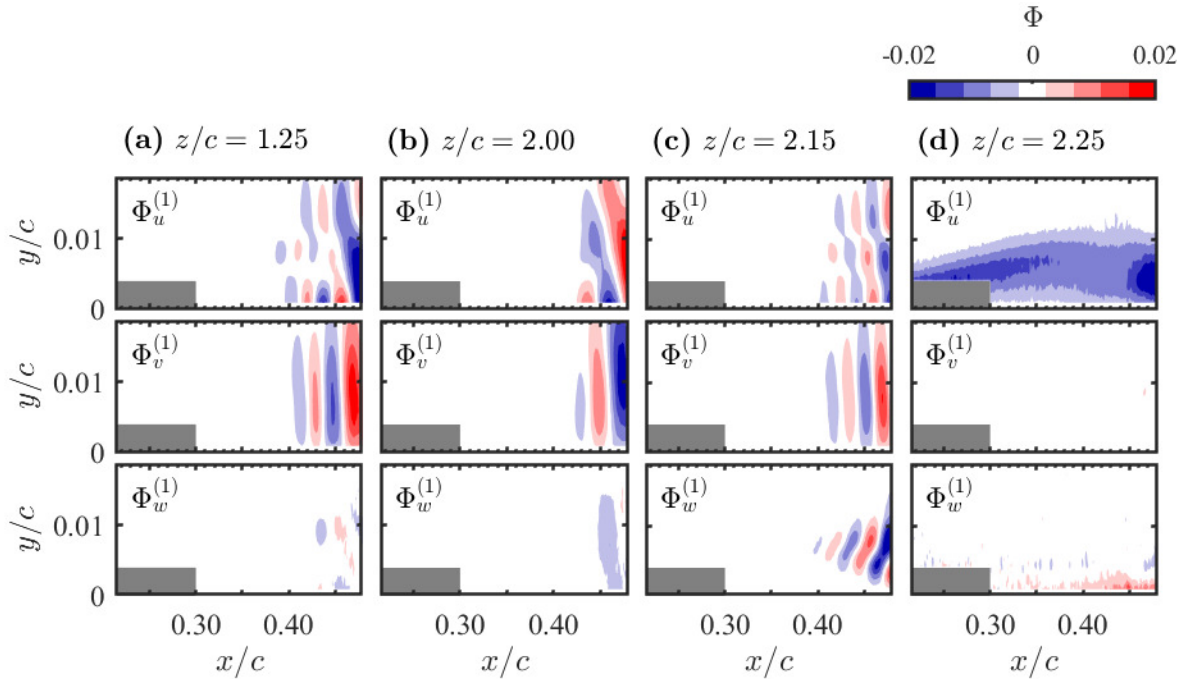 Φ
-0.02 0 0.02
(a) z/c = 1.25 (b) z/c = 2.00 (c) z/c = 2.15 (d) z/c = 2.25
y/c 0.01 0 Φ_u^{(1)} Φ_u^{(1)} Φ_u^{(1)} Φ_u^{(1)}
y/c 0.01 0 Φ_v^{(1)} Φ_v^{(1)} Φ_v^{(1)} Φ_v^{(1)}
y/c 0.01 0 Φ_w^{(1)} Φ_w^{(1)} Φ_w^{(1)} Φ_w^{(1)}
0.30 0.40 0.30 0.40 0.30 0.40 0.30 0.40
x/c x/c x/c x/c